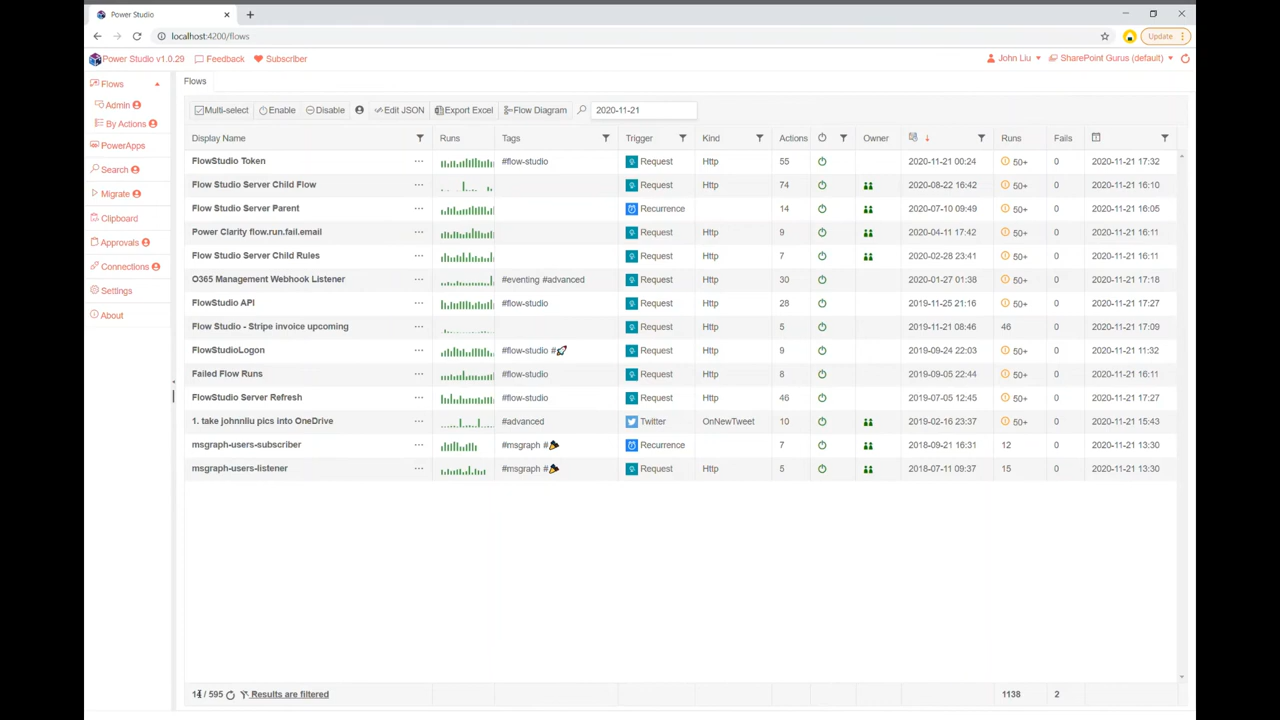 Power Studio
localhost:4200/flows
Update
Power Studio v1.0.29 Feedback Subscriber John Liu SharePoint Gurus (default)
Flows
Admin
By Actions
PowerApps
Search
Migrate
Clipboard
Approvals
Connections
Settings
About
Flows
Multi-select Enable Disable Edit JSON Export Excel Flow Diagram 2020-11-21
Display Name Runs Tags Trigger Kind Actions Owner Runs Fails
FlowStudio Token ... #flow-studio Request Http 55 2020-11-21 00:24 50+ 0 2020-11-21 17:32
Flow Studio Server Child Flow ... Request Http 74 2020-08-22 16:42 50+ 0 2020-11-21 16:10
Flow Studio Server Parent ... Recurrence 14 2020-07-10 09:49 50+ 0 2020-11-21 16:05
Power Clarity flow.run.fail.email ... Request Http 9 2020-04-11 17:42 50+ 0 2020-11-21 16:11
Flow Studio Server Child Rules ... Request Http 7 2020-02-28 23:41 50+ 0 2020-11-21 16:11
O365 Management Webhook Listener ... #eventing #advanced Request Http 30 2020-01-27 01:38 50+ 0 2020-11-21 17:18
FlowStudio API ... #flow-studio Request Http 28 2019-11-25 21:16 50+ 0 2020-11-21 17:27
Flow Studio - Stripe invoice upcoming ... Request Http 5 2019-11-21 08:46 46 0 2020-11-21 17:09
FlowStudioLogon ... #flow-studio #🚀 Request Http 9 2019-09-24 22:03 50+ 0 2020-11-21 11:32
Failed Flow Runs ... #flow-studio Request Http 8 2019-09-05 22:44 50+ 0 2020-11-21 16:11
FlowStudio Server Refresh ... #flow-studio Request Http 46 2019-07-05 12:45 50+ 0 2020-11-21 17:27
1. take johnnliu pics into OneDrive ... #advanced Twitter OnNewTweet 10 2019-02-16 23:37 50+ 0 2020-11-21 15:43
msgraph-users-subscriber ... #msgraph # Recurrence 7 2018-09-21 16:31 12 0 2020-11-21 13:30
msgraph-users-listener ... #msgraph # Request Http 5 2018-07-11 09:37 15 0 2020-11-21 13:30
14 / 595 Results are filtered 1138 2